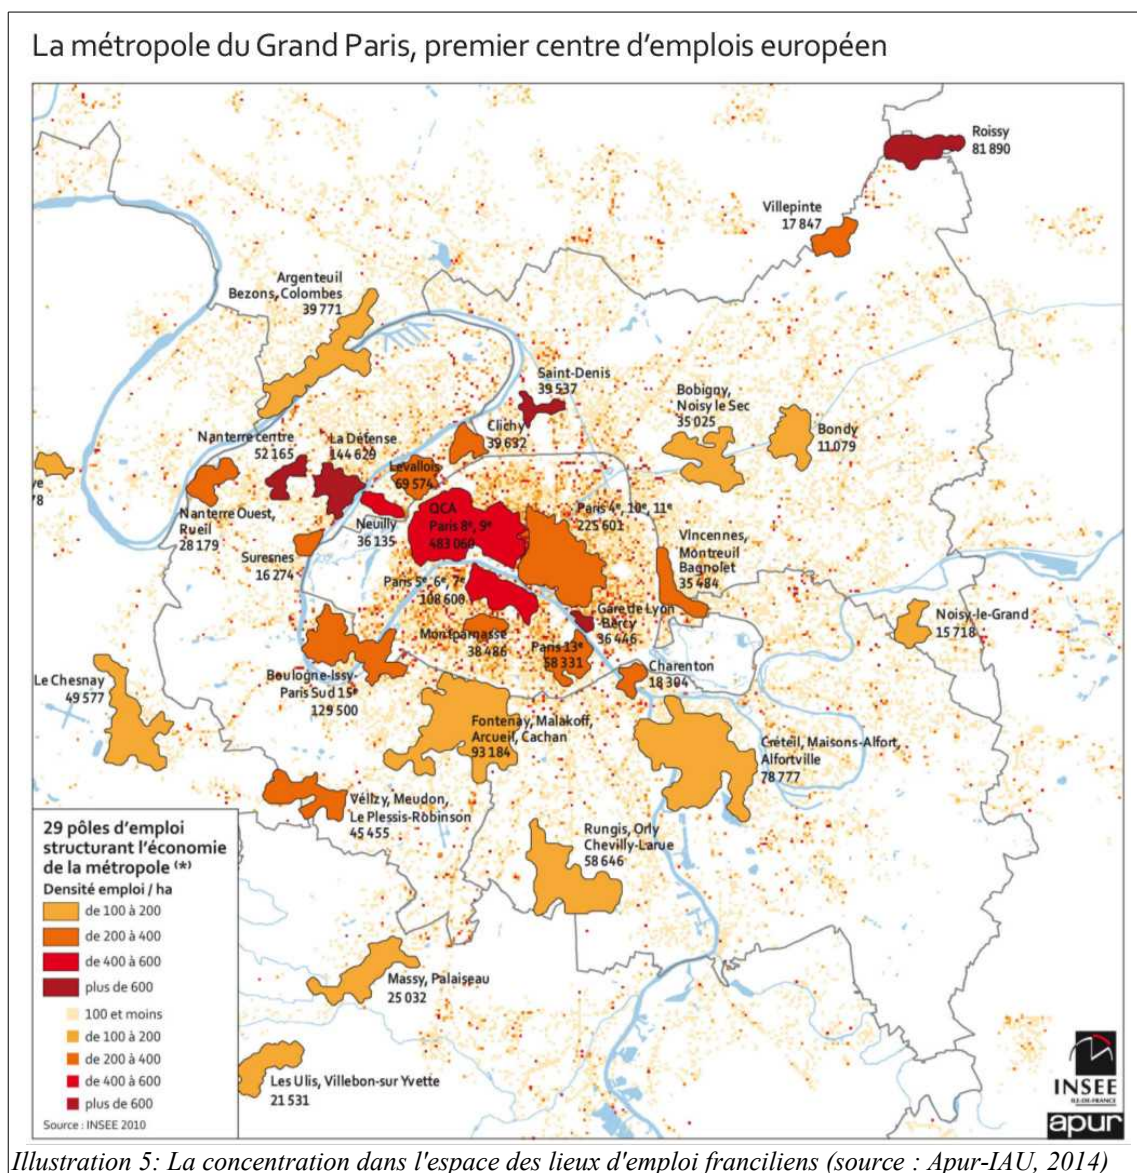 La métropole du Grand Paris, premier centre d'emplois européen
Roissy
81 890
Villepinte
17 847
Argenteuil
Bezons, Colombes
39 771
Saint-Denis
39 537
Bobigny,
Noisy le Sec
35 025
Bondy
11 079
Clichy
39 632
Nanterre centre
52 165
La Défense
144 629
Levallois
69 574
Nanterre Ouest,
Rueil
28 179
Neuilly
36 135
QCA
Paris 8e, 9e
483 060
Paris 4e, 10e, 11e
225 601
Suresnes
16 274
Vincennes,
Montreuil
Bagnolet
35 484
Paris 5e, 6e, 7e
108 600
Gare de Lyon
Bercy
36 446
Noisy-le-Grand
15 718
Montparnasse
38 486
Paris 13e
58 331
Charenton
18 304
Boulogne-Issy-
Paris Sud 15e
129 500
Le Chesnay
49 577
Fontenay, Malakoff,
Arcueil, Cachan
93 184
Créteil, Maisons-Alfort,
Alfortville
78 777
Vélizy, Meudon,
Le Plessis-Robinson
45 455
Rungis, Orly
Chevilly-Larue
58 646
Massy, Palaiseau
25 032
Les Ulis, Villebon-sur Yvette
21 531
29 pôles d'emploi
structurant l'économie
de la métropole (*)
Densité emploi / ha
de 100 à 200
de 200 à 400
de 400 à 600
plus de 600
100 et moins
de 100 à 200
de 200 à 400
de 400 à 600
plus de 600
Source : INSEE 2010
INSEE
ILE-DE-FRANCE
apur
Illustration 5: La concentration dans l'espace des lieux d'emploi franciliens (source : Apur-IAU, 2014)